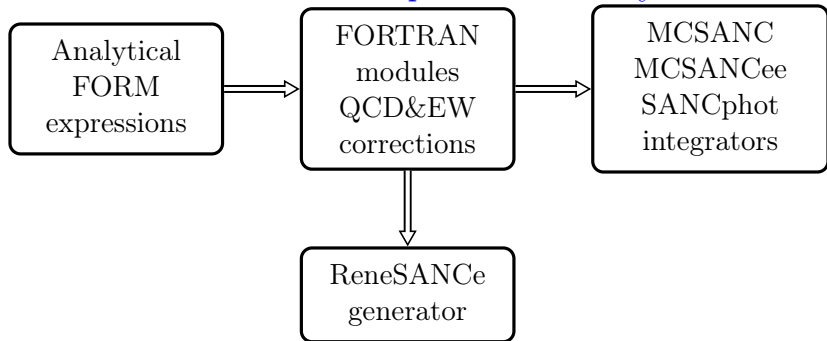 Analytical
FORM
expressions
FORTRAN
modules
QCD&EW
corrections
MCSANC
MCSANCee
SANCphot
integrators
ReneSANCe
generator